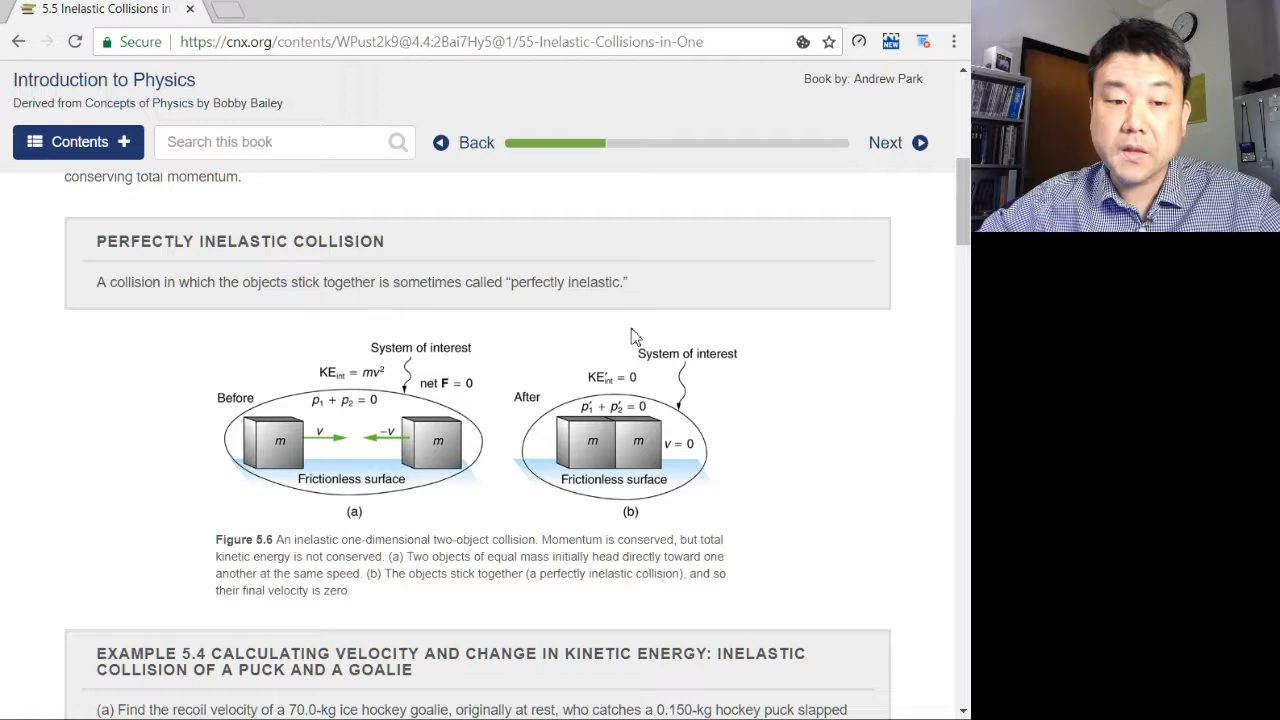 5.5 Inelastic Collisions in
Secure https://cnx.org/contents/WPust2k9@4.4:2Bai7Hy5@1/55-Inelastic-Collisions-in-One
NEW
Introduction to Physics
Book by: Andrew Park
Derived from Concepts of Physics by Bobby Bailey
Contents +
Search this book
Back
Next
conserving total momentum.
PERFECTLY INELASTIC COLLISION
A collision in which the objects stick together is sometimes called “perfectly inelastic.”
System of interest
KEint = mv²
net F = 0
Before
p1 + p2 = 0
v
−v
m
m
Frictionless surface
(a)
System of interest
KE′int = 0
After
p′1 + p′2 = 0
m
m
v = 0
Frictionless surface
(b)
Figure 5.6 An inelastic one-dimensional two-object collision. Momentum is conserved, but total
kinetic energy is not conserved. (a) Two objects of equal mass initially head directly toward one
another at the same speed. (b) The objects stick together (a perfectly inelastic collision), and so
their final velocity is zero.
EXAMPLE 5.4 CALCULATING VELOCITY AND CHANGE IN KINETIC ENERGY: INELASTIC
COLLISION OF A PUCK AND A GOALIE
(a) Find the recoil velocity of a 70.0-kg ice hockey goalie, originally at rest, who catches a 0.150-kg hockey puck slapped